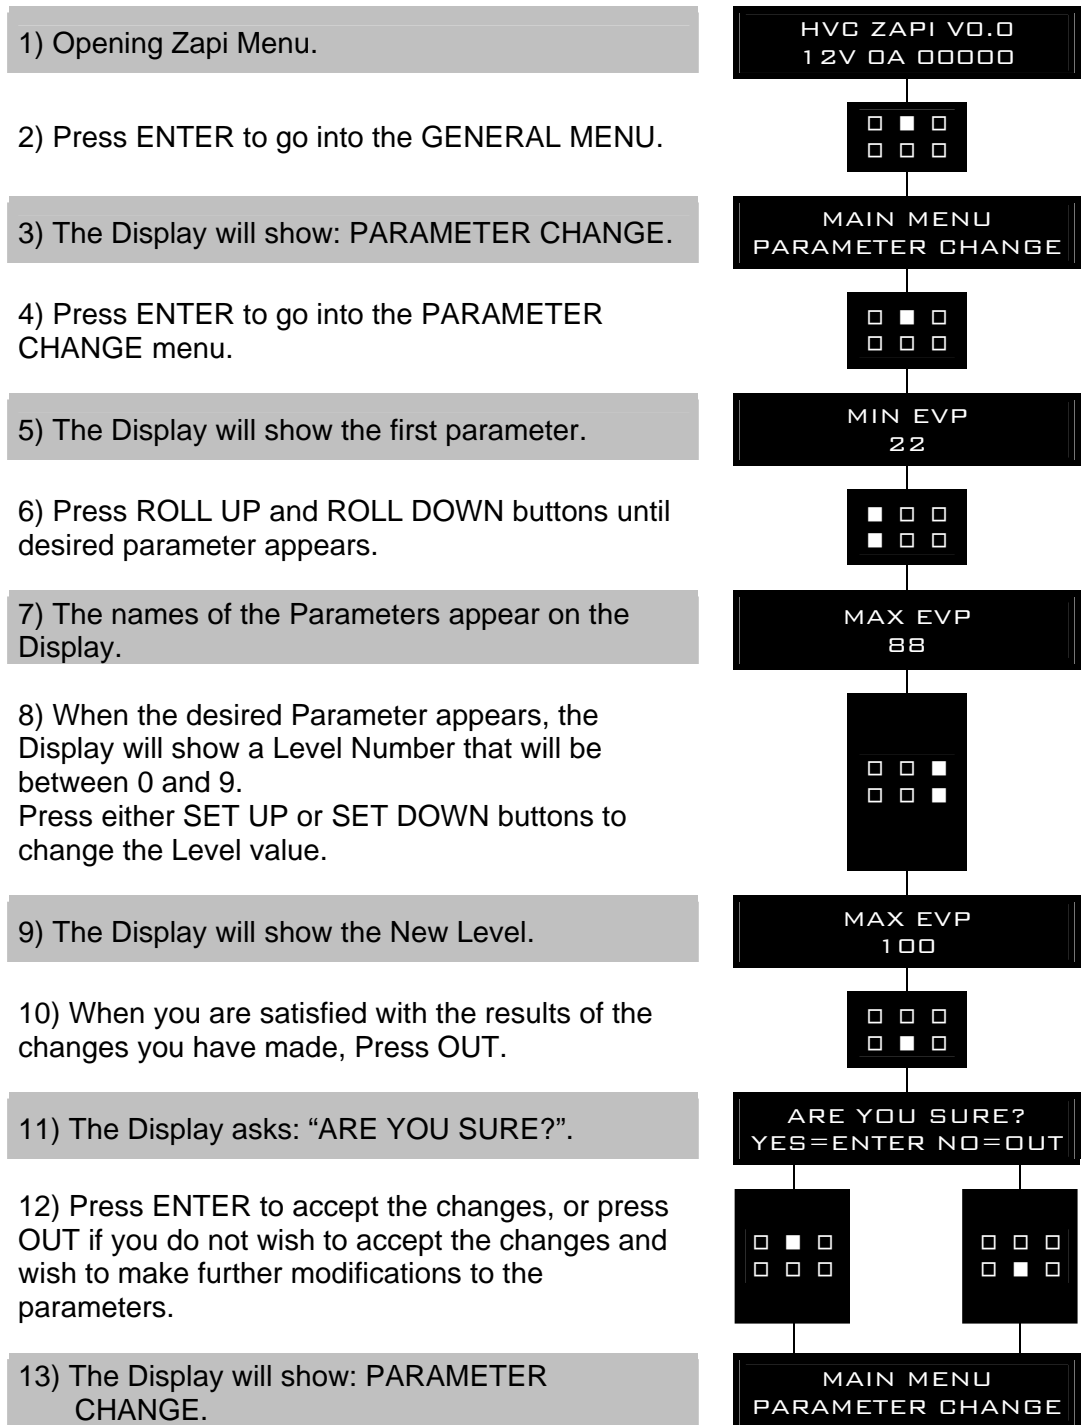 1) Opening Zapi Menu.
HVC ZAPI V0.0
12V 0A 00000
2) Press ENTER to go into the GENERAL MENU.
3) The Display will show: PARAMETER CHANGE.
MAIN MENU
PARAMETER CHANGE
4) Press ENTER to go into the PARAMETER
CHANGE menu.
5) The Display will show the first parameter.
MIN EVP
22
6) Press ROLL UP and ROLL DOWN buttons until
desired parameter appears.
7) The names of the Parameters appear on the
Display.
MAX EVP
88
8) When the desired Parameter appears, the
Display will show a Level Number that will be
between 0 and 9.
Press either SET UP or SET DOWN buttons to
change the Level value.
9) The Display will show the New Level.
MAX EVP
100
10) When you are satisfied with the results of the
changes you have made, Press OUT.
11) The Display asks: “ARE YOU SURE?”.
ARE YOU SURE?
YES=ENTER NO=OUT
12) Press ENTER to accept the changes, or press
OUT if you do not wish to accept the changes and
wish to make further modifications to the
parameters.
13) The Display will show: PARAMETER
CHANGE.
MAIN MENU
PARAMETER CHANGE